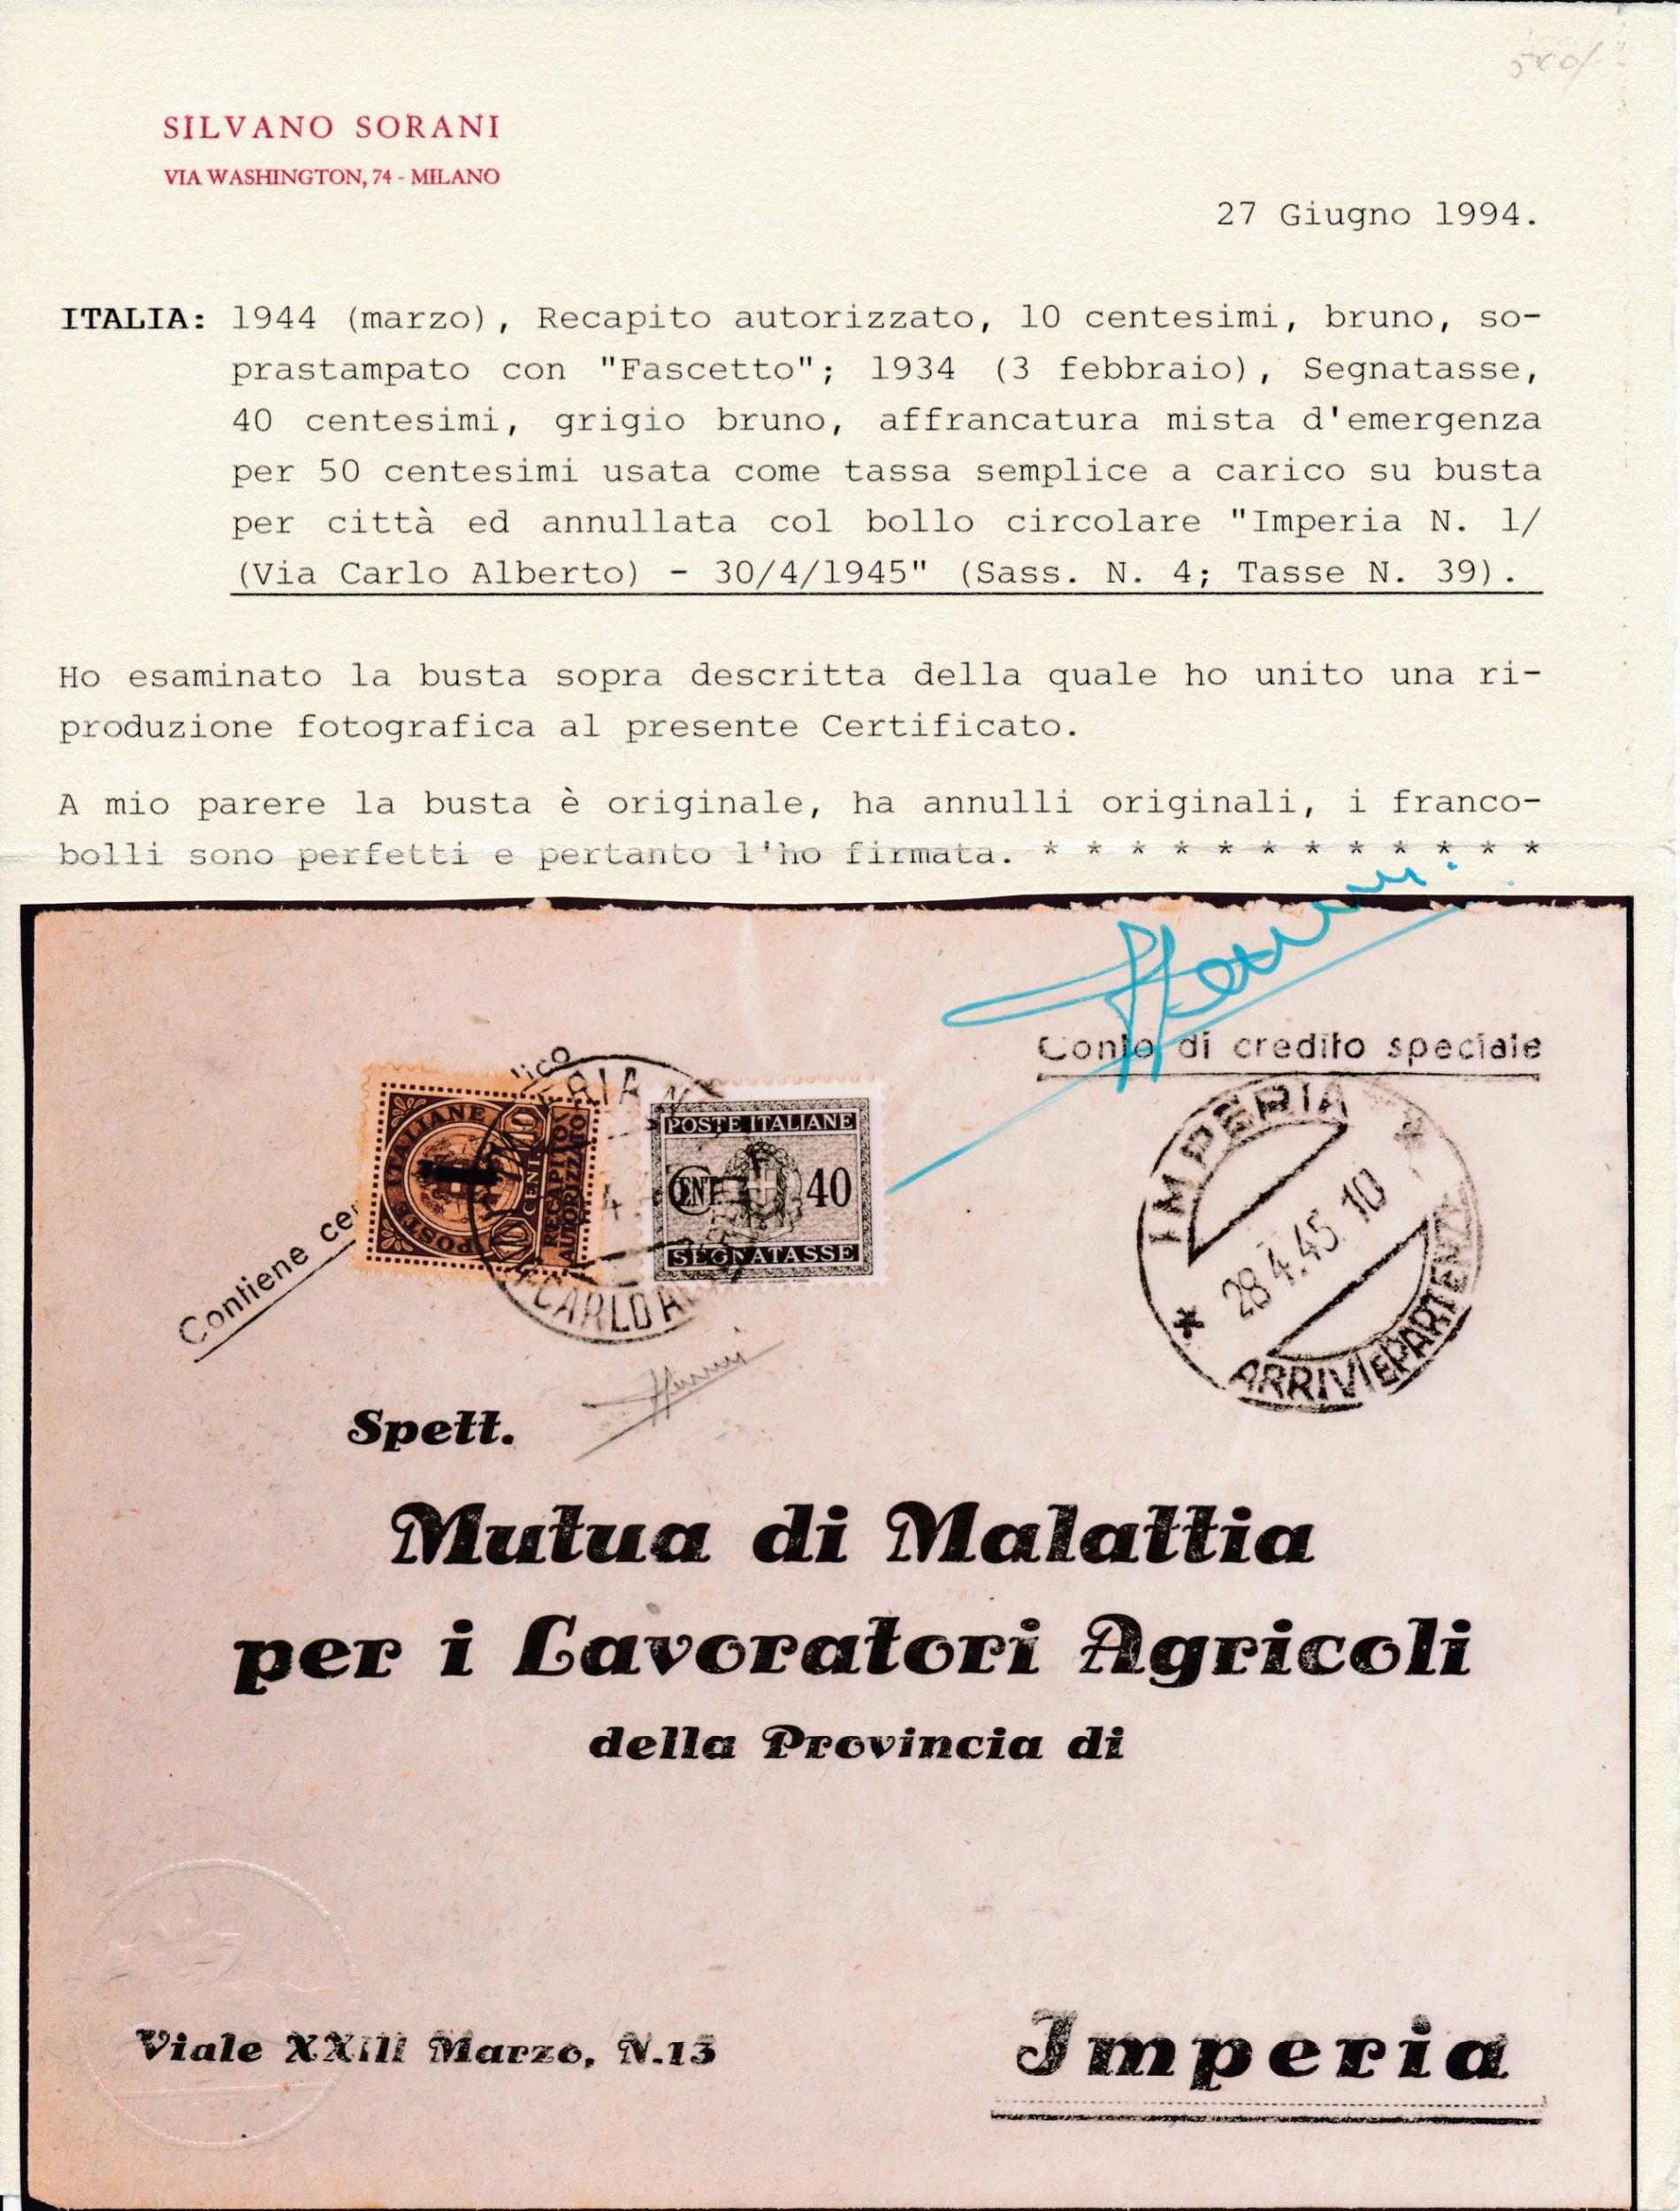 SILVANO SORANI
VIA WASHINGTON, 74 - MILANO
27 Giugno 1994.
ITALIA: 1944 (marzo), Recapito autorizzato, 10 centesimi, bruno, so-
prastampato con "Fascetto"; 1934 (3 febbraio), Segnatasse,
40 centesimi, grigio bruno, affrancatura mista d'emergenza
per 50 centesimi usata come tassa semplice a carico su busta
per città ed annullata col bollo circolare "Imperia N. 1/
(Via Carlo Alberto) - 30/4/1945" (Sass. N. 4; Tasse N. 39).
Ho esaminato la busta sopra descritta della quale ho unito una ri-
produzione fotografica al presente Certificato.
A mio parere la busta è originale, ha annulli originali, i franco-
bolli sono perfetti e pertanto l'ho firmata. * * * * * * * * * * * *
Conto di credito speciale
Contiene
POSTE ITALIANE
10 CENT. 10
RECAPITO
AUTORIZZATO
POSTE ITALIANE
CENT. 40
SEGNATASSE
CARLO A
IMPERIA
28.4.45.10
ARRIVI E PARTENZE
Spett.
Mutua di Malattia
per i Lavoratori Agricoli
della Provincia di
Viale XXIII Marzo, N.13
Imperia